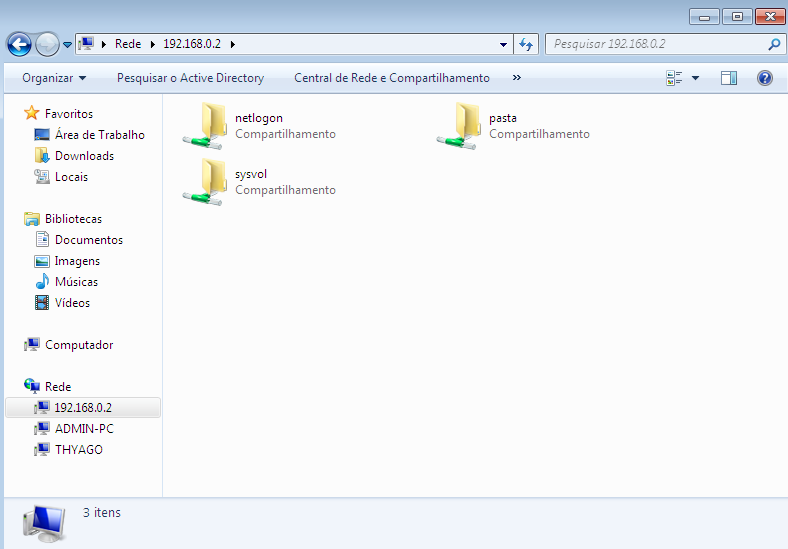 Rede 192.168.0.2
Pesquisar 192.168.0.2
Organizar Pesquisar o Active Directory Central de Rede e Compartilhamento »
Favoritos
Área de Trabalho
Downloads
Locais
Bibliotecas
Documentos
Imagens
Músicas
Vídeos
Computador
Rede
192.168.0.2
ADMIN-PC
THYAGO
netlogon
Compartilhamento
pasta
Compartilhamento
sysvol
Compartilhamento
3 itens